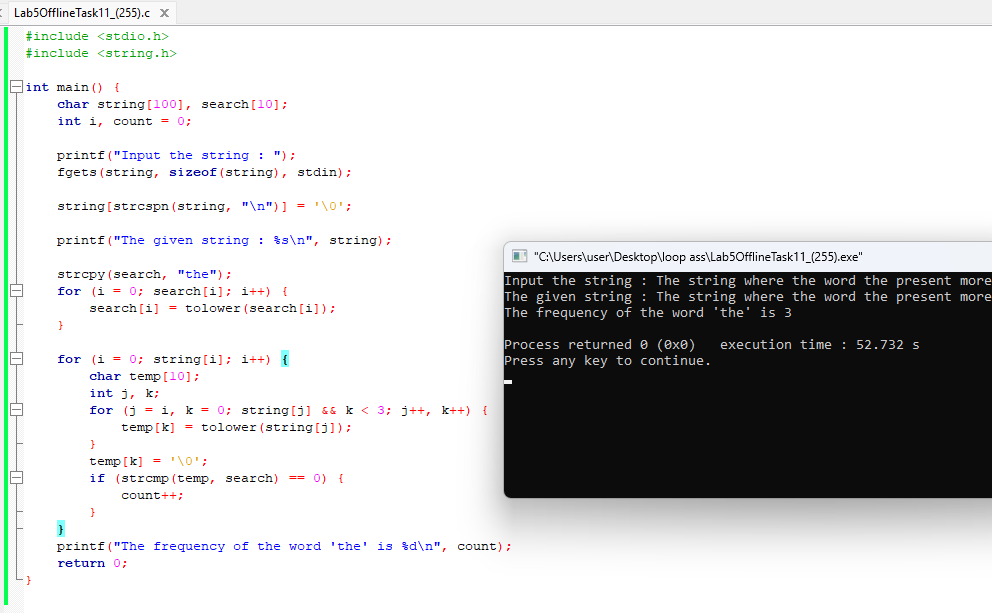 Lab5OfflineTask11_(255).c
#include <stdio.h>
#include <string.h>
int main() {
char string[100], search[10];
int i, count = 0;
printf("Input the string : ");
fgets(string, sizeof(string), stdin);
string[strcspn(string, "\n")] = '\0';
printf("The given string : %s\n", string);
strcpy(search, "the");
for (i = 0; search[i]; i++) {
search[i] = tolower(search[i]);
}
for (i = 0; string[i]; i++) {
char temp[10];
int j, k;
for (j = i, k = 0; string[j] && k < 3; j++, k++) {
temp[k] = tolower(string[j]);
}
temp[k] = '\0';
if (strcmp(temp, search) == 0) {
count++;
}
}
printf("The frequency of the word 'the' is %d\n", count);
return 0;
}
"C:\Users\user\Desktop\loop ass\Lab5OfflineTask11_(255).exe"
Input the string : The string where the word the present more
The given string : The string where the word the present more
The frequency of the word 'the' is 3
Process returned 0 (0x0)   execution time : 52.732 s
Press any key to continue.